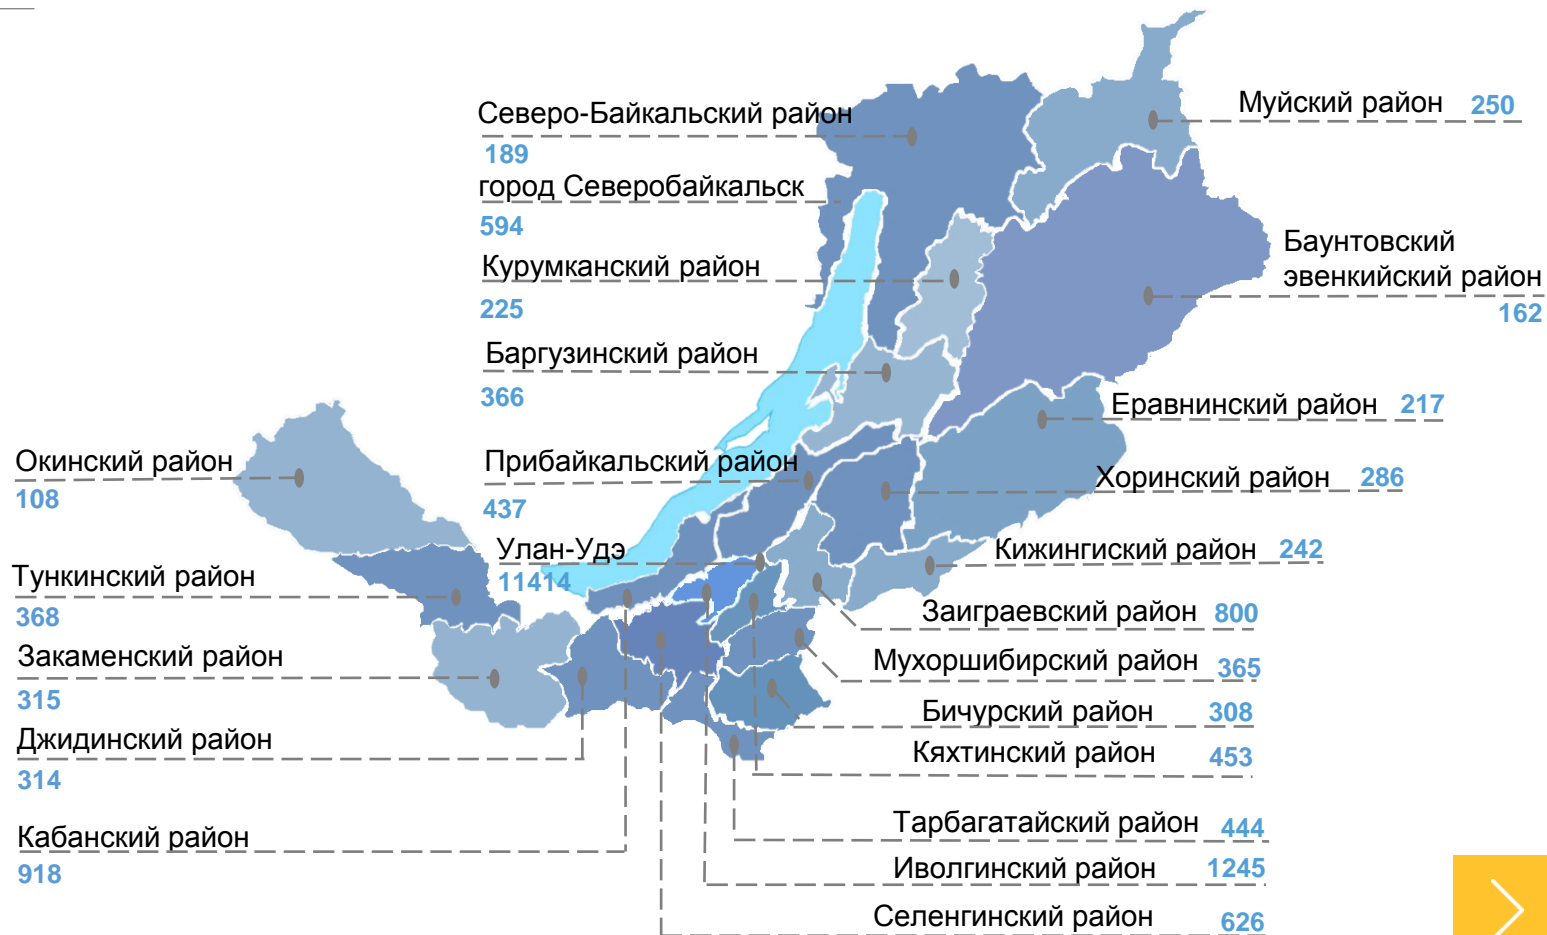 Северо-Байкальский район
189
город Северобайкальск
594
Курумканский район
225
Баргузинский район
366
Прибайкальский район
437
Улан-Удэ
11414
Окинский район
108
Тункинский район
368
Закаменский район
315
Джидинский район
314
Кабанский район
918
Муйский район 250
Баунтовский
эвенкийский район
162
Еравнинский район 217
Хоринский район 286
Кижингиский район 242
Заиграевский район 800
Мухоршибирский район 365
Бичурский район 308
Кяхтинский район 453
Тарбагатайский район 444
Иволгинский район 1245
Селенгинский район 626